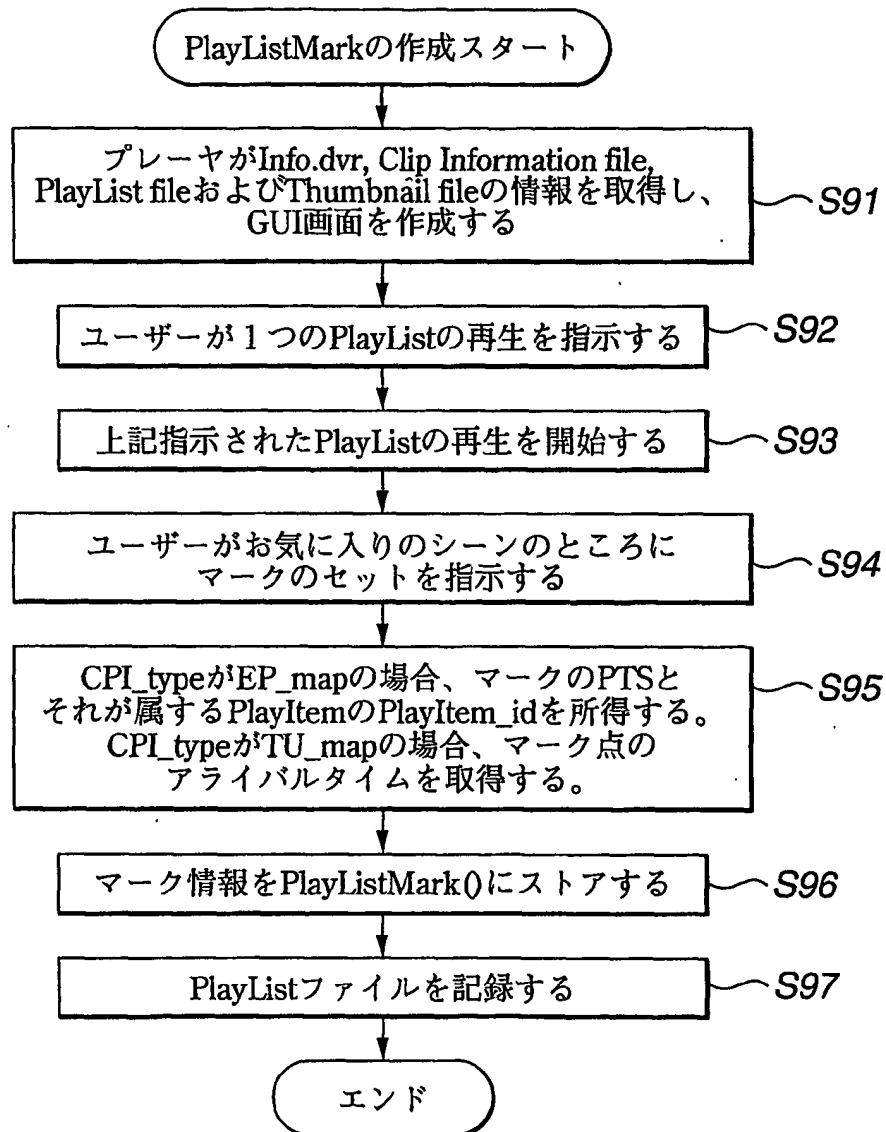 PlayListMarkの作成スタート
プレーヤがInfo.dvr, Clip Information file,
PlayList fileおよびThumbnail fileの情報を取得し、
GUI画面を作成する
S91
ユーザーが１つのPlayListの再生を指示する
S92
上記指示されたPlayListの再生を開始する
S93
ユーザーがお気に入りのシーンのところに
マークのセットを指示する
S94
CPI_typeがEP_mapの場合、マークのPTSと
それが属するPlayItemのPlayItem_idを所得する。
CPI_typeがTU_mapの場合、マーク点の
アライバルタイムを取得する。
S95
マーク情報をPlayListMark()にストアする
S96
PlayListファイルを記録する
S97
エンド